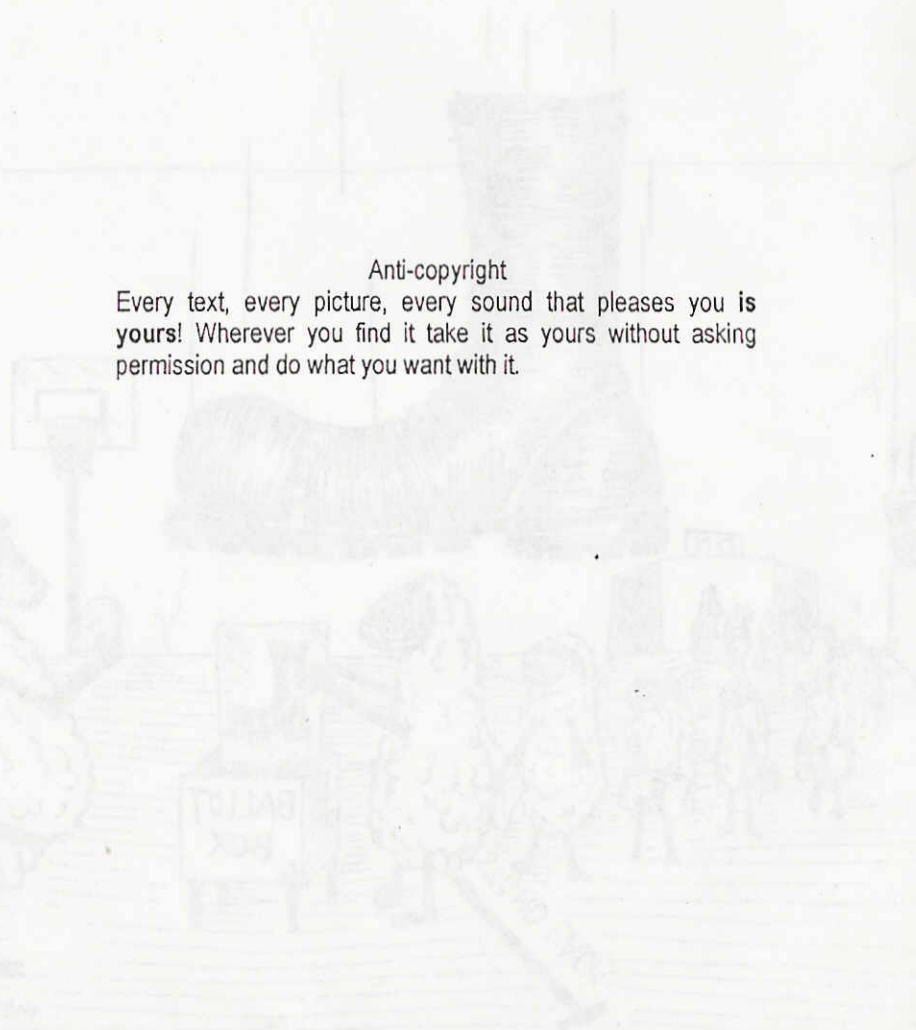 Anti-copyright
Every text, every picture, every sound that pleases you is
yours! Wherever you find it take it as yours without asking
permission and do what you want with it.
BALLOT
BOX